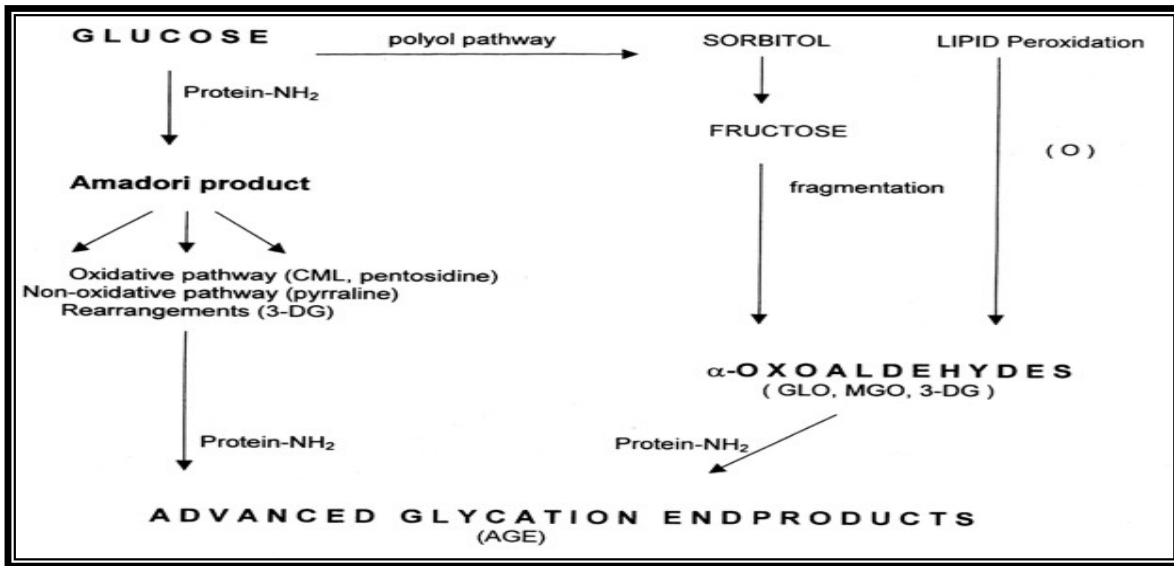 GLUCOSE
polyol pathway
SORBITOL
LIPID Peroxidation
Protein-NH₂
FRUCTOSE
( O )
Amadori product
fragmentation
Oxidative pathway (CML, pentosidine)
Non-oxidative pathway (pyrraline)
Rearrangements (3-DG)
α-OXOALDEHYDES
( GLO, MGO, 3-DG )
Protein-NH₂
Protein-NH₂
ADVANCED GLYCATION ENDPRODUCTS
(AGE)